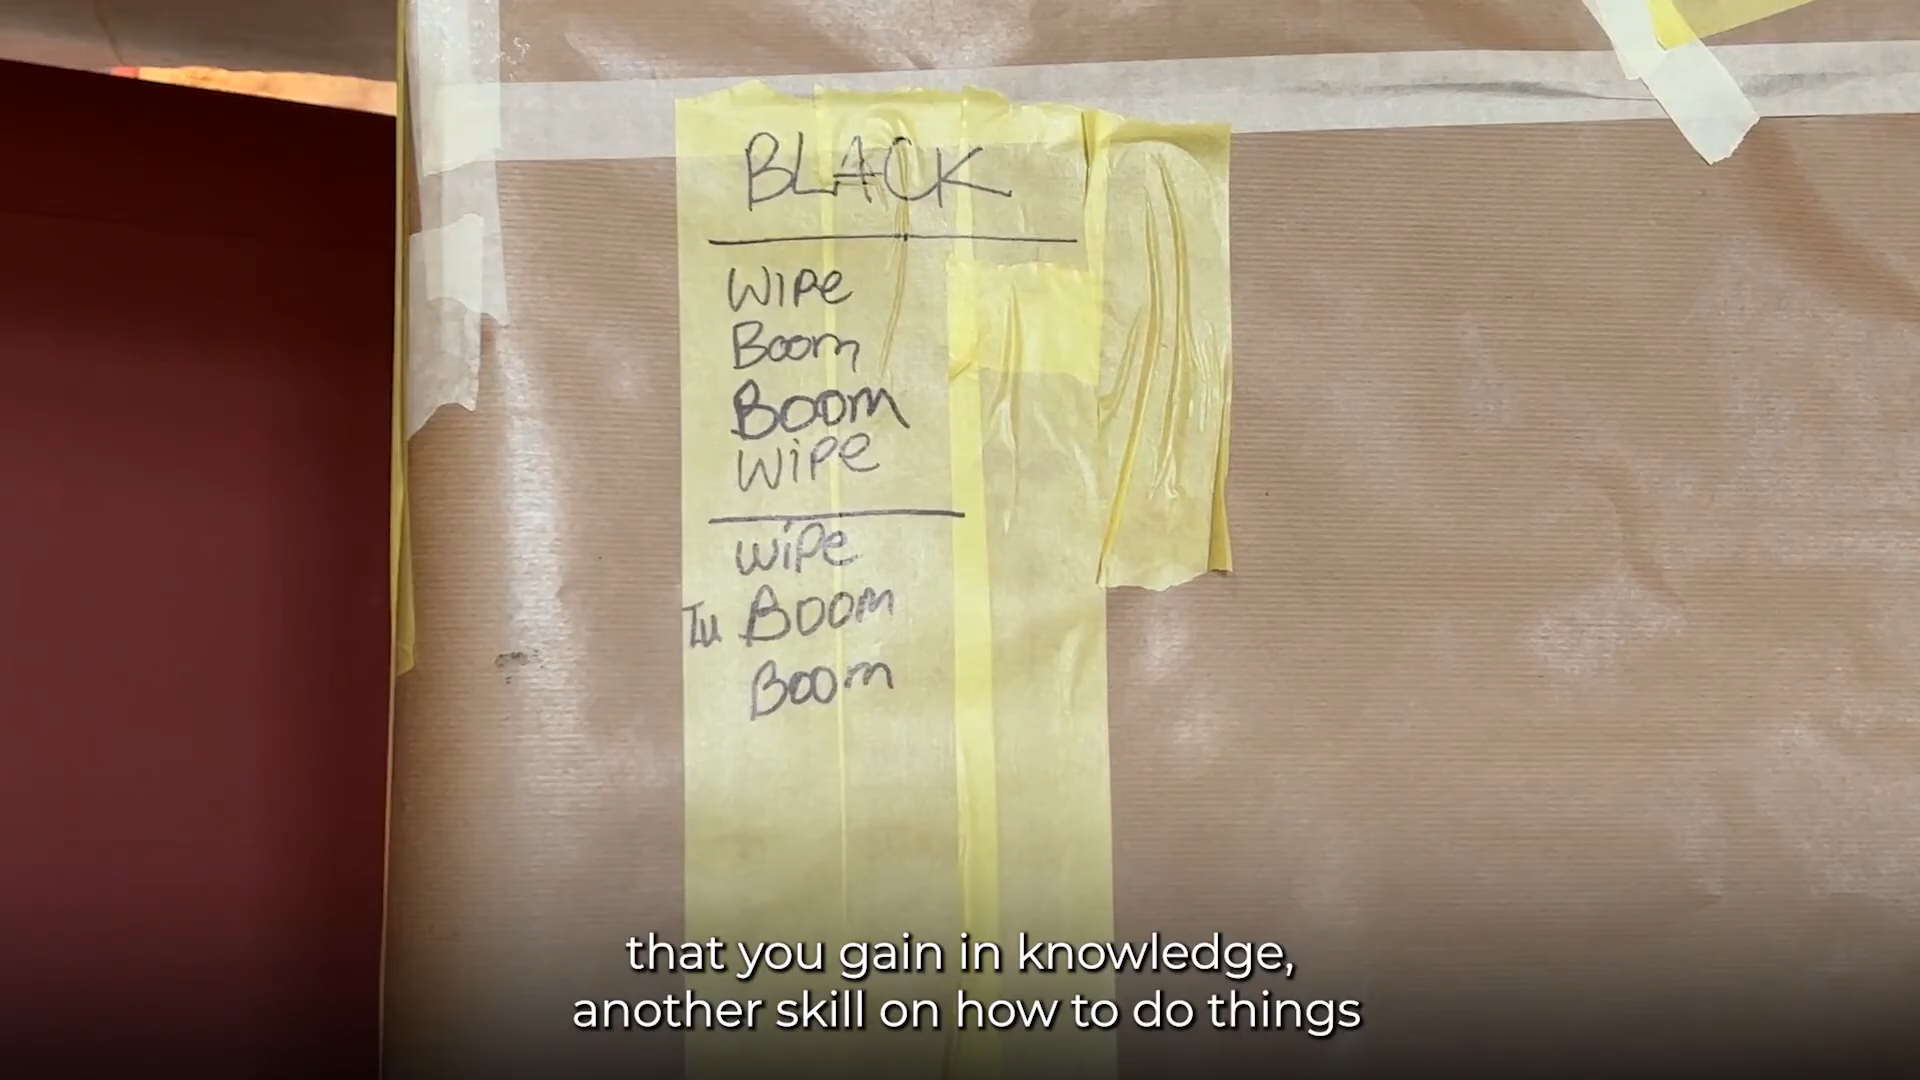 BLACK
Wipe
Boom
Boom
Wipe
Wipe
Boom
Boom
that you gain in knowledge,
another skill on how to do things